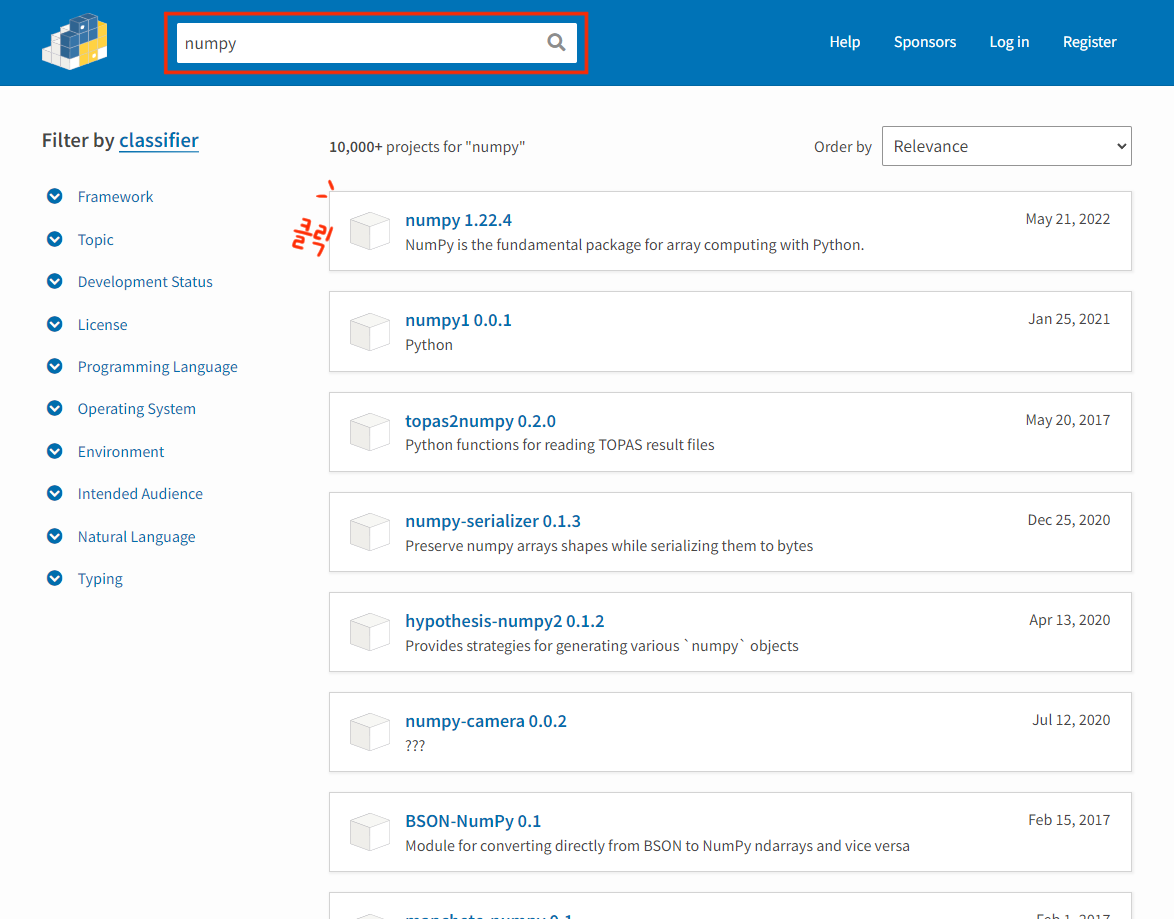 numpy
Help Sponsors Log in Register
Filter by classifier
Framework
Topic
Development Status
License
Programming Language
Operating System
Environment
Intended Audience
Natural Language
Typing
10,000+ projects for "numpy"
Order by Relevance
클릭
numpy 1.22.4 May 21, 2022
NumPy is the fundamental package for array computing with Python.
numpy1 0.0.1 Jan 25, 2021
Python
topas2numpy 0.2.0 May 20, 2017
Python functions for reading TOPAS result files
numpy-serializer 0.1.3 Dec 25, 2020
Preserve numpy arrays shapes while serializing them to bytes
hypothesis-numpy2 0.1.2 Apr 13, 2020
Provides strategies for generating various `numpy` objects
numpy-camera 0.0.2 Jul 12, 2020
???
BSON-NumPy 0.1 Feb 15, 2017
Module for converting directly from BSON to NumPy ndarrays and vice versa